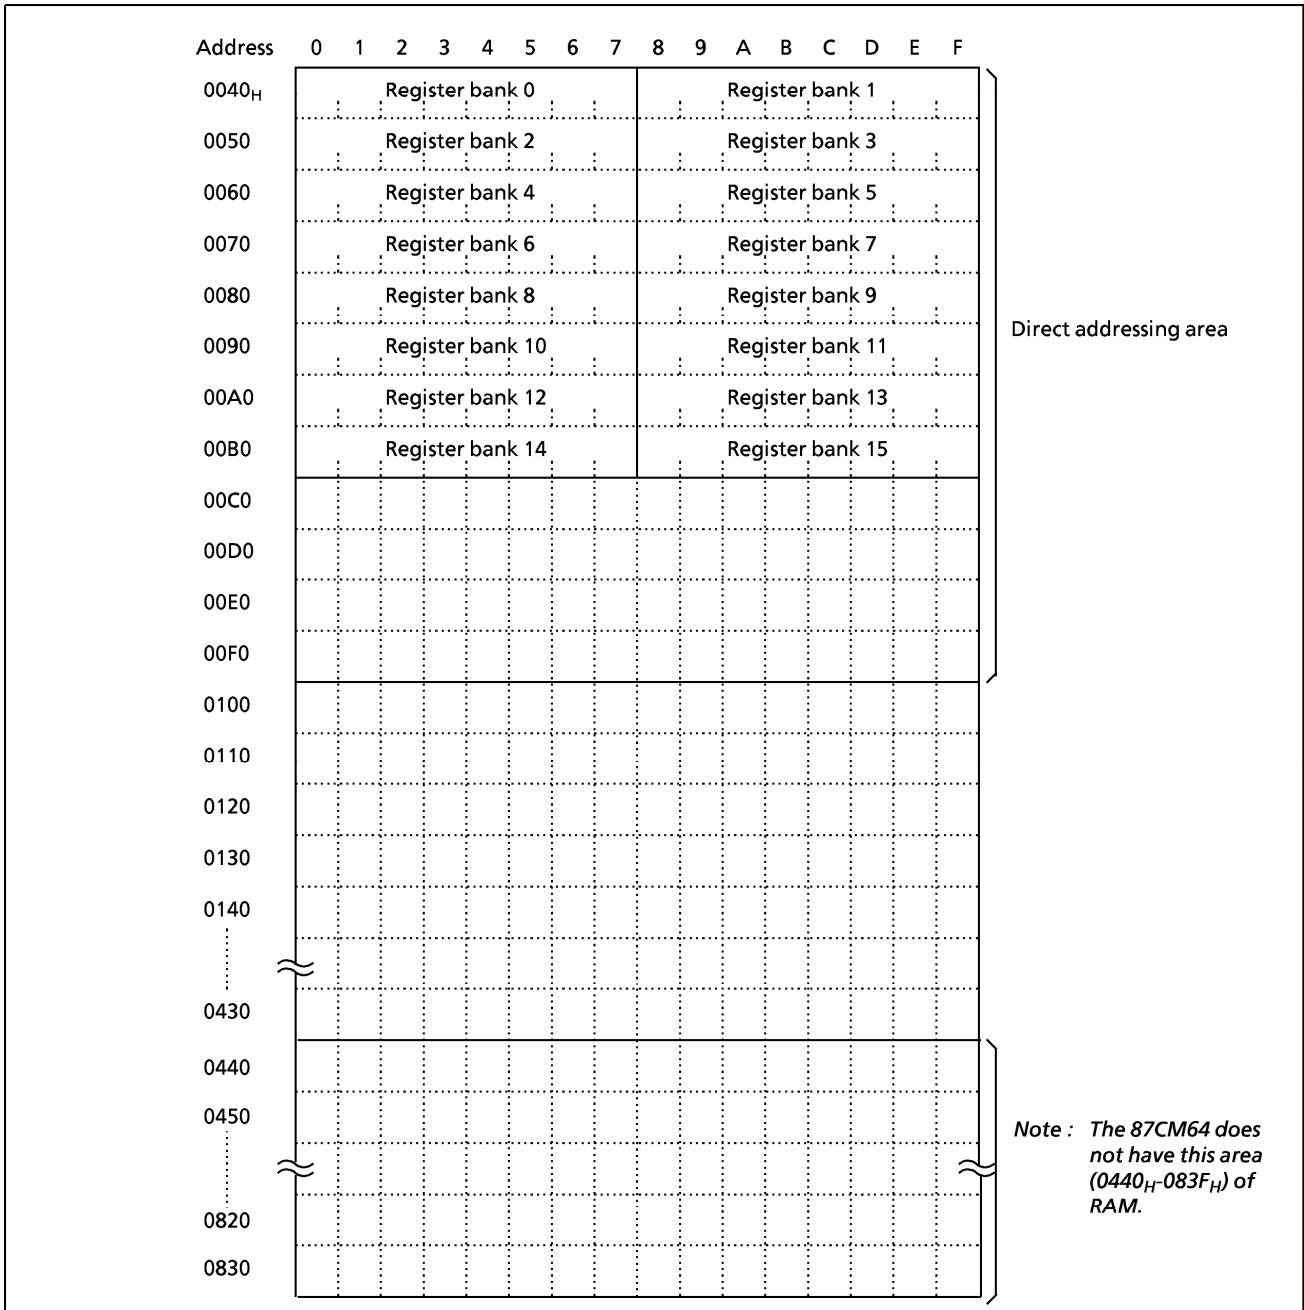 Address 0 1 2 3 4 5 6 7 8 9 A B C D E F
0040H Register bank 0 Register bank 1
0050 Register bank 2 Register bank 3
0060 Register bank 4 Register bank 5
0070 Register bank 6 Register bank 7
0080 Register bank 8 Register bank 9
Direct addressing area
0090 Register bank 10 Register bank 11
00A0 Register bank 12 Register bank 13
00B0 Register bank 14 Register bank 15
00C0
00D0
00E0
00F0
0100
0110
0120
0130
0140
0430
0440
0450
Note : The 87CM64 does
not have this area
(0440H-083FH) of
RAM.
0820
0830